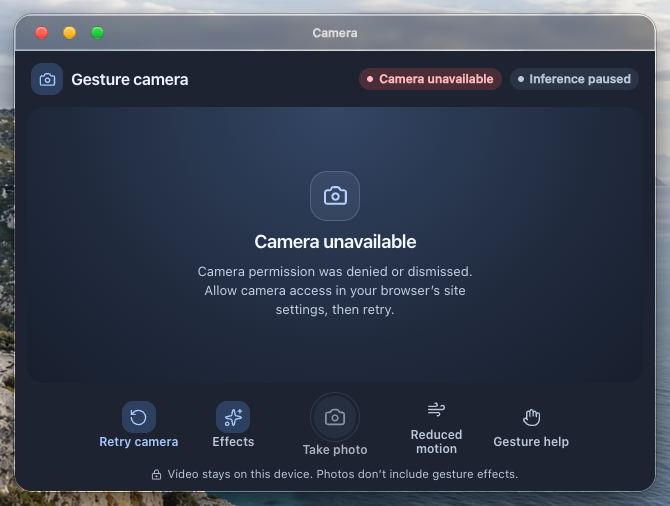 Camera
Gesture camera
Camera unavailable
Inference paused
Camera unavailable
Camera permission was denied or dismissed.
Allow camera access in your browser’s site
settings, then retry.
Retry camera
Effects
Take photo
Reduced
motion
Gesture help
Video stays on this device. Photos don’t include gesture effects.